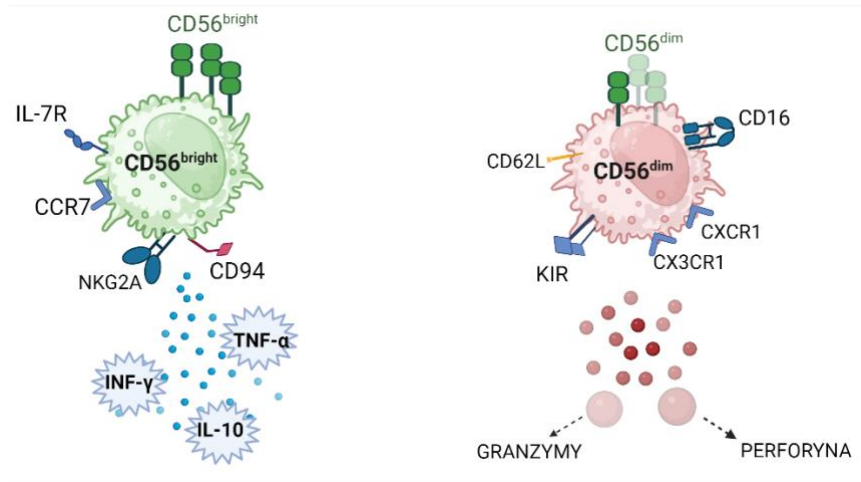 CD56bright
IL-7R
CD56bright
CCR7
NKG2A
CD94
TNF-α
INF-γ
IL-10
CD56dim
CD16
CD62L
CD56dim
CXCR1
CX3CR1
KIR
GRANZYMY
PERFORYNA